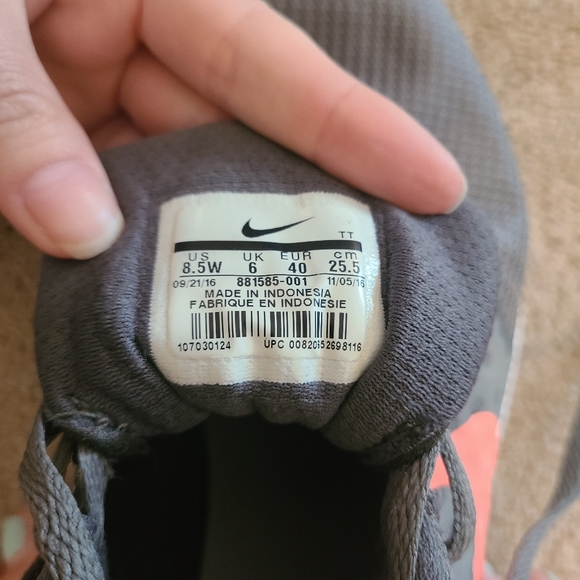 TT
US UK EUR cm
8.5W 6 40 25.5
09/21/16 881585-001 11/05/16
MADE IN INDONESIA
FABRIQUE EN INDONESIE
107030124 UPC